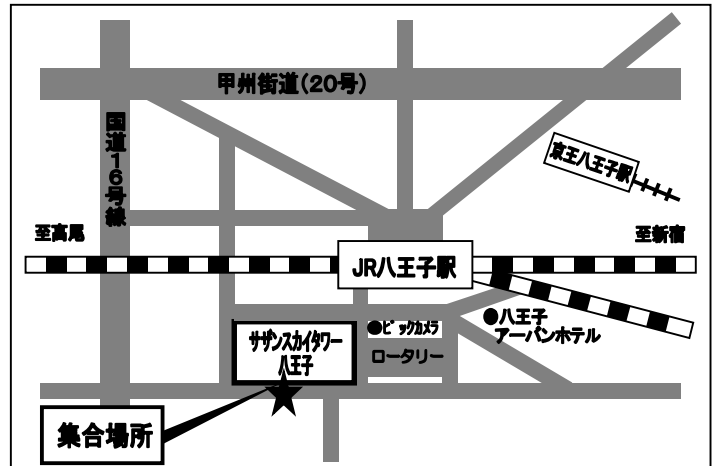 甲州街道(20号)
国道16号線
京王八王子駅
至高尾
至新宿
JR八王子駅
●ビックカメラ
●八王子
アーバンホテル
サザンスカイタワー
八王子
ロータリー
集合場所